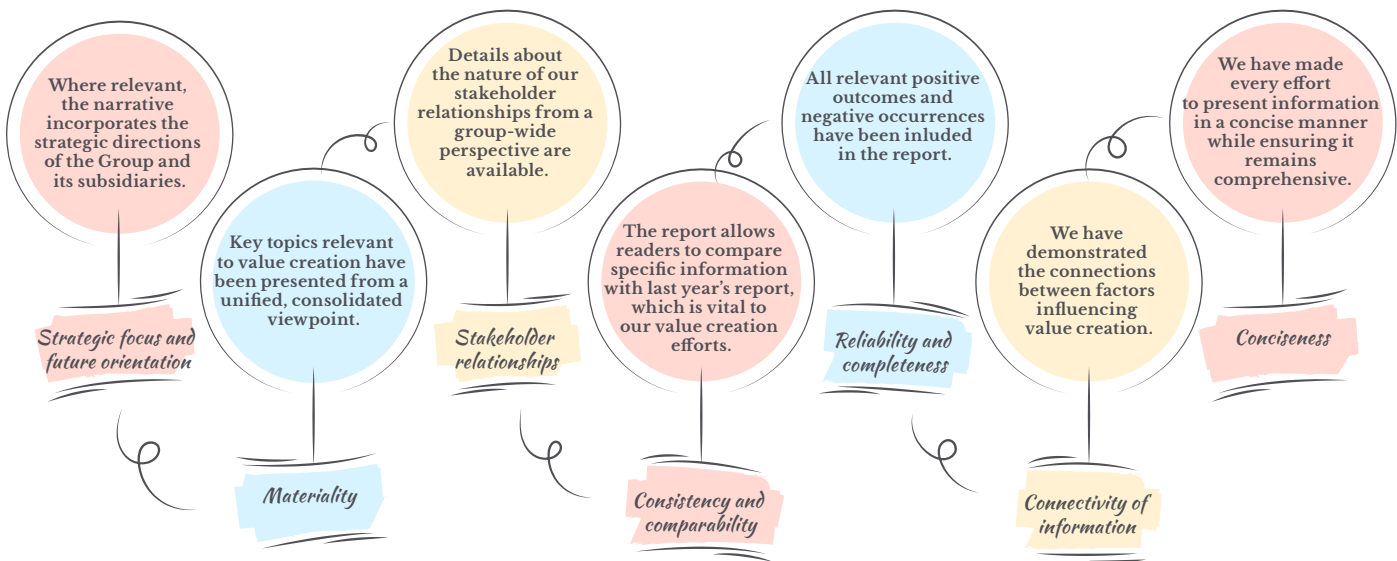 Where relevant,
the narrative
incorporates the
strategic directions
of the Group and
its subsidiaries.
Strategic focus and
future orientation
Key topics relevant
to value creation have
been presented from a
unified, consolidated
viewpoint.
Materiality
Details about
the nature of our
stakeholder
relationships from a
group-wide
perspective are
available.
Stakeholder
relationships
The report allows
readers to compare
specific information
with last year's report,
which is vital to
our value creation
efforts.
Consistency and
comparability
All relevant positive
outcomes and
negative occurrences
have been inluded
in the report.
Reliability and
completeness
We have
demonstrated
the connections
between factors
influencing
value creation.
Connectivity of
information
We have made
every effort
to present information
in a concise manner
while ensuring it
remains
comprehensive.
Conciseness